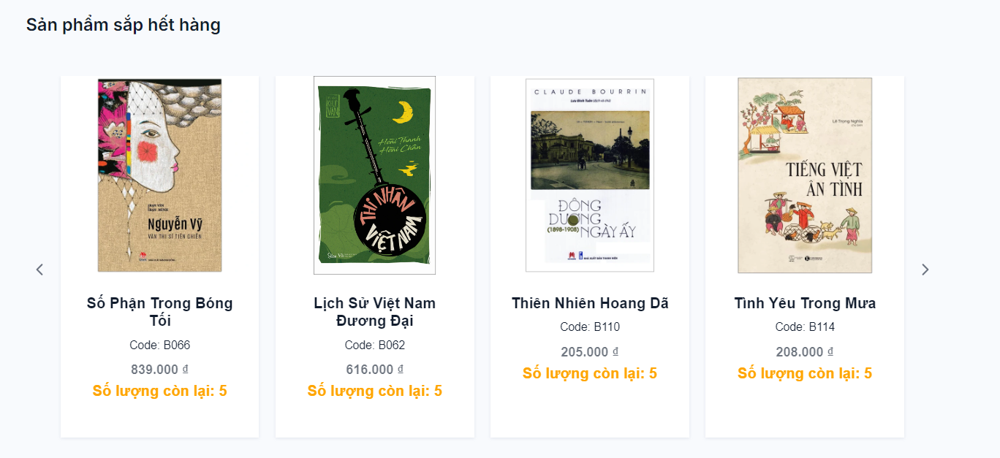 Sản phẩm sắp hết hàng
Nguyễn Vỹ
VĂN THI SĨ TIỀN CHIẾN
Số Phận Trong Bóng
Tối
Code: B066
839.000 ₫
Số lượng còn lại: 5
Hoài Thanh
Hoài Chân
THI NHÂN
VIỆT NAM
Lịch Sử Việt Nam
Đương Đại
Code: B062
616.000 ₫
Số lượng còn lại: 5
CLAUDE BOURRIN
Lưu Đình Tuân (dịch và chú)
ĐÔNG
DƯƠNG
(1898-1908) NGÀY ẤY
NHÀ XUẤT BẢN THANH NIÊN
Thiên Nhiên Hoang Dã
Code: B110
205.000 ₫
Số lượng còn lại: 5
Lê Trọng Nghĩa
TIẾNG VIỆT
ÂN TÌNH
Tình Yêu Trong Mưa
Code: B114
208.000 ₫
Số lượng còn lại: 5